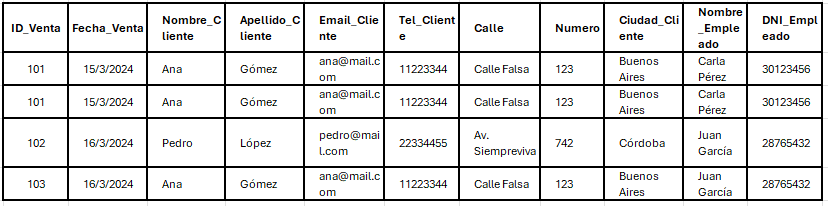 ID_Venta Fecha_Venta Nombre_Cliente Apellido_Cliente Email_Cliente Tel_Cliente Calle Numero Ciudad_Cliente Nombre_Empleado DNI_Empleado
101 15/3/2024 Ana Gómez ana@mail.com 11223344 Calle Falsa 123 Buenos Aires Carla Pérez 30123456
101 15/3/2024 Ana Gómez ana@mail.com 11223344 Calle Falsa 123 Buenos Aires Carla Pérez 30123456
102 16/3/2024 Pedro López pedro@mail.com 22334455 Av. Siempreviva 742 Córdoba Juan García 28765432
103 16/3/2024 Ana Gómez ana@mail.com 11223344 Calle Falsa 123 Buenos Aires Juan García 28765432